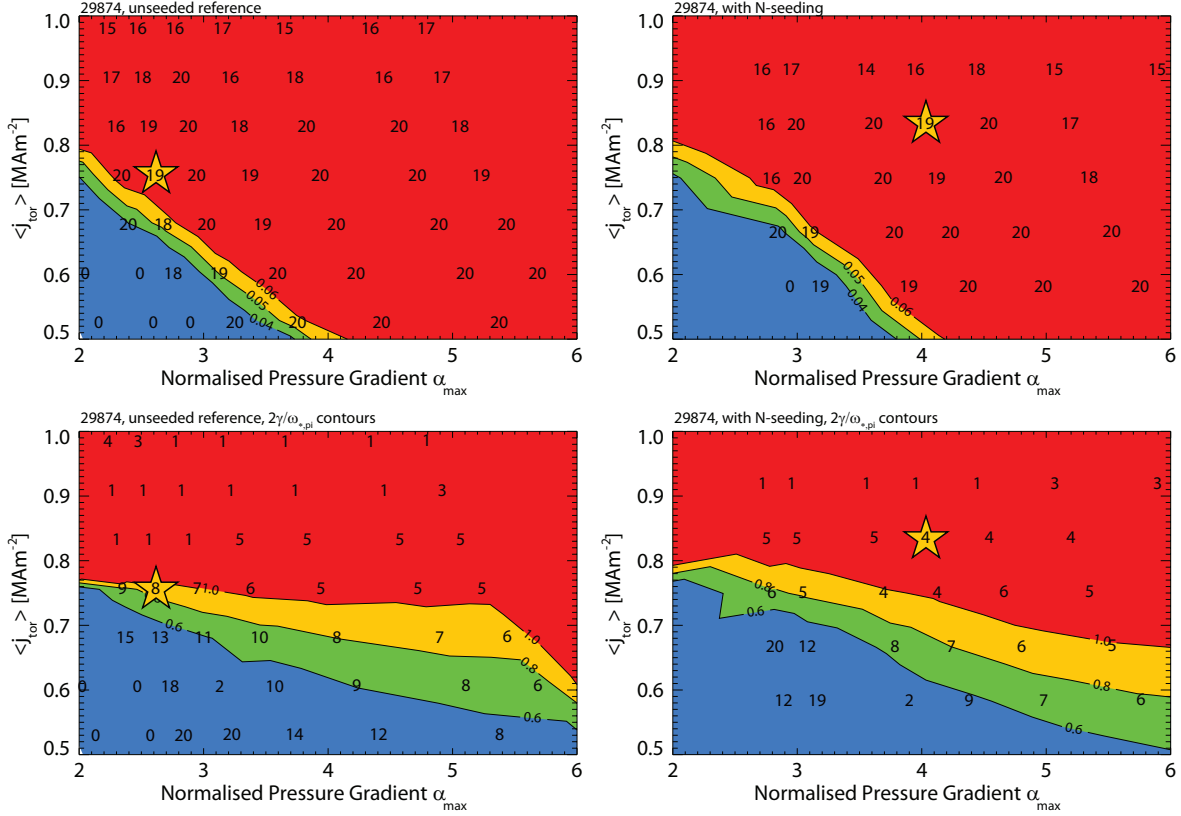 29874, unseeded reference
1.0
0.9
0.8
0.7
0.6
0.5
<j_tor> [MAm⁻²]
15 16 16 17 15 16 17
17 18 20 16 18 16 17
16 19 20 18 20 20 18
20 19 20 19 20 20 19
20 18 20 19 20 20 20
0 0 18 19 20 20 20 20
0 0 0 20 20 20 20
0.06
0.05
0.04
2 3 4 5 6
Normalised Pressure Gradient α_max
29874, with N-seeding
1.0
0.9
0.8
0.7
0.6
0.5
<j_tor> [MAm⁻²]
16 17 14 16 18 15 15
16 20 20 19 20 17
16 20 20 19 20 18
20 19 20 20 20 20
0 19 19 20 20 20
0.05
0.04
0.06
2 3 4 5 6
Normalised Pressure Gradient α_max
29874, unseeded reference, 2γ/ω_*,pi contours
1.0
0.9
0.8
0.7
0.6
0.5
<j_tor> [MAm⁻²]
4 3 1 1 1 1 1
1 1 1 1 1 1 3
1 1 1 5 5 5 5
9 8 7 1.0 6 5 5 5
0.6
15 13 11 10 8 7 6 1.0
0.8
0 0 18 2 10 9 8 6
0 0 20 20 14 12 8 0.6
2 3 4 5 6
Normalised Pressure Gradient α_max
29874, with N-seeding, 2γ/ω_*,pi contours
1.0
0.9
0.8
0.7
0.6
0.5
<j_tor> [MAm⁻²]
1 1 1 1 1 3 3
5 5 5 4 4 4
0.8 6 5 4 4 6 5
0.6
20 12 8 7 6 1.0 5
0.8
12 19 2 9 7 6
0.6
2 3 4 5 6
Normalised Pressure Gradient α_max